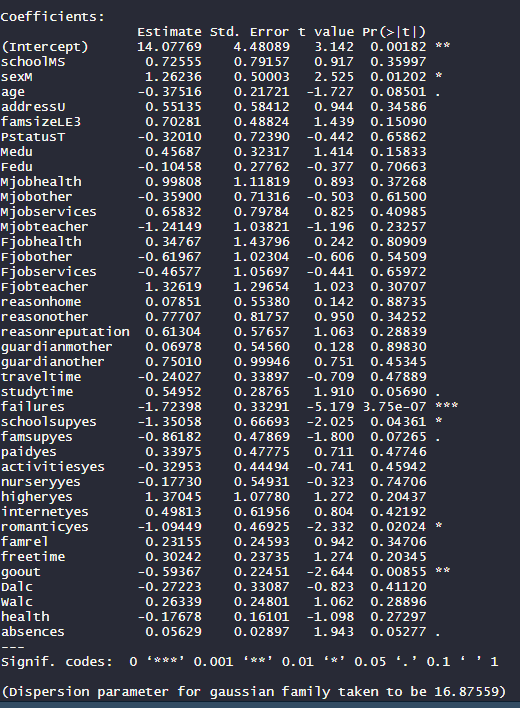 Coefficients:
                 Estimate Std. Error t value Pr(>|t|)
(Intercept)      14.07769    4.48089   3.142  0.00182 **
schoolMS          0.72555    0.79157   0.917  0.35997
sexM              1.26236    0.50003   2.525  0.01202 *
age              -0.37516    0.21721  -1.727  0.08501 .
addressU          0.55135    0.58412   0.944  0.34586
famsizeLE3        0.70281    0.48824   1.439  0.15090
PstatusT         -0.32010    0.72390  -0.442  0.65862
Medu              0.45687    0.32317   1.414  0.15833
Fedu             -0.10458    0.27762  -0.377  0.70663
Mjobhealth        0.99808    1.11819   0.893  0.37268
Mjobother        -0.35900    0.71316  -0.503  0.61500
Mjobservices      0.65832    0.79784   0.825  0.40985
Mjobteacher      -1.24149    1.03821  -1.196  0.23257
Fjobhealth        0.34767    1.43796   0.242  0.80909
Fjobother        -0.61967    1.02304  -0.606  0.54509
Fjobservices     -0.46577    1.05697  -0.441  0.65972
Fjobteacher       1.32619    1.29654   1.023  0.30707
reasonhome        0.07851    0.55380   0.142  0.88735
reasonother       0.77707    0.81757   0.950  0.34252
reasonreputation  0.61304    0.57657   1.063  0.28839
guardianmother    0.06978    0.54560   0.128  0.89830
guardianother     0.75010    0.99946   0.751  0.45345
traveltime       -0.24027    0.33897  -0.709  0.47889
studytime         0.54952    0.28765   1.910  0.05690 .
failures         -1.72398    0.33291  -5.179 3.75e-07 ***
schoolsupyes     -1.35058    0.66693  -2.025  0.04361 *
famsupyes        -0.86182    0.47869  -1.800  0.07265 .
paidyes           0.33975    0.47775   0.711  0.47746
activitiesyes    -0.32953    0.44494  -0.741  0.45942
nurseryyes       -0.17730    0.54931  -0.323  0.74706
higheryes         1.37045    1.07780   1.272  0.20437
internetyes       0.49813    0.61956   0.804  0.42192
romanticyes      -1.09449    0.46925  -2.332  0.02024 *
famrel            0.23155    0.24593   0.942  0.34706
freetime          0.30242    0.23735   1.274  0.20345
goout            -0.59367    0.22451  -2.644  0.00855 **
Dalc             -0.27223    0.33087  -0.823  0.41120
Walc              0.26339    0.24801   1.062  0.28896
health           -0.17678    0.16101  -1.098  0.27297
absences          0.05629    0.02897   1.943  0.05277 .
---
Signif. codes:  0 ‘***’ 0.001 ‘**’ 0.01 ‘*’ 0.05 ‘.’ 0.1 ‘ ’ 1
(Dispersion parameter for gaussian family taken to be 16.87559)